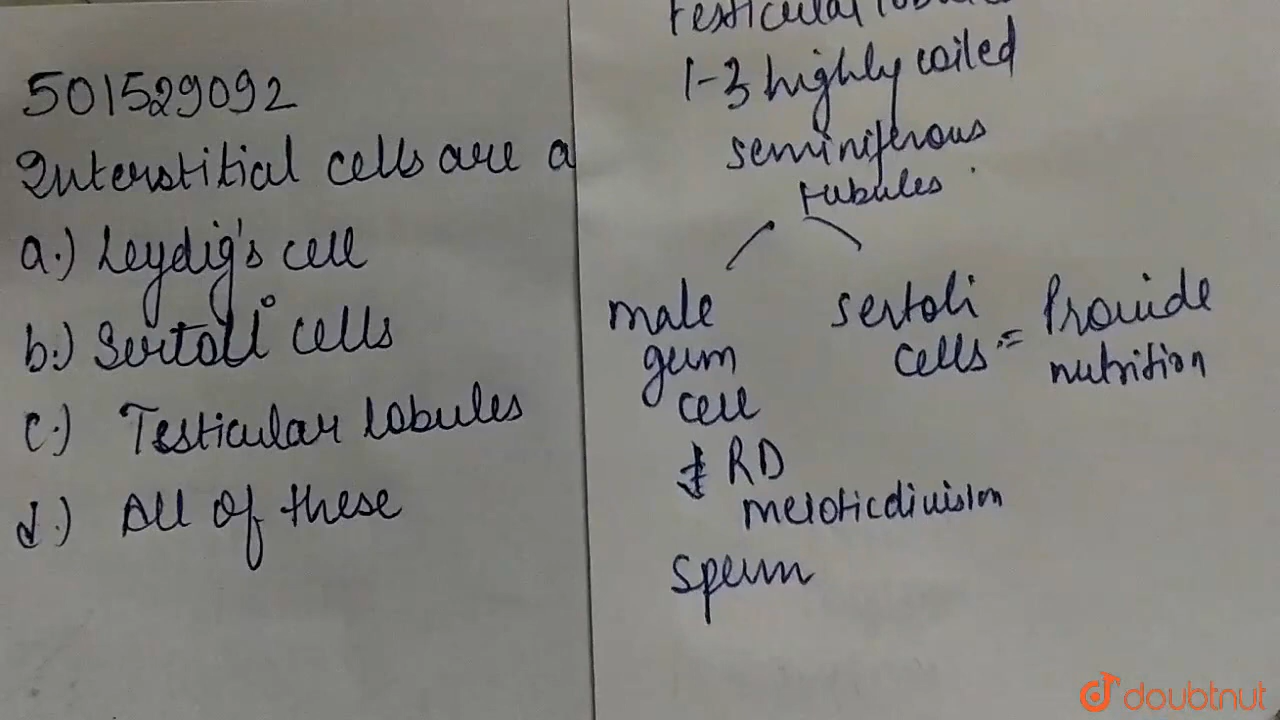 501529092
Interstitial cells are a
a.) Leydig's cell
b.) Sertoli cells
c.) Testicular lobules
d.) All of these
Testicular
1-3 highly coiled
seminiferous
tubules
male
germ
cell
RD
meioticdivision
sperm
sertoli
cells =
Provide
nutrition
doubtnut